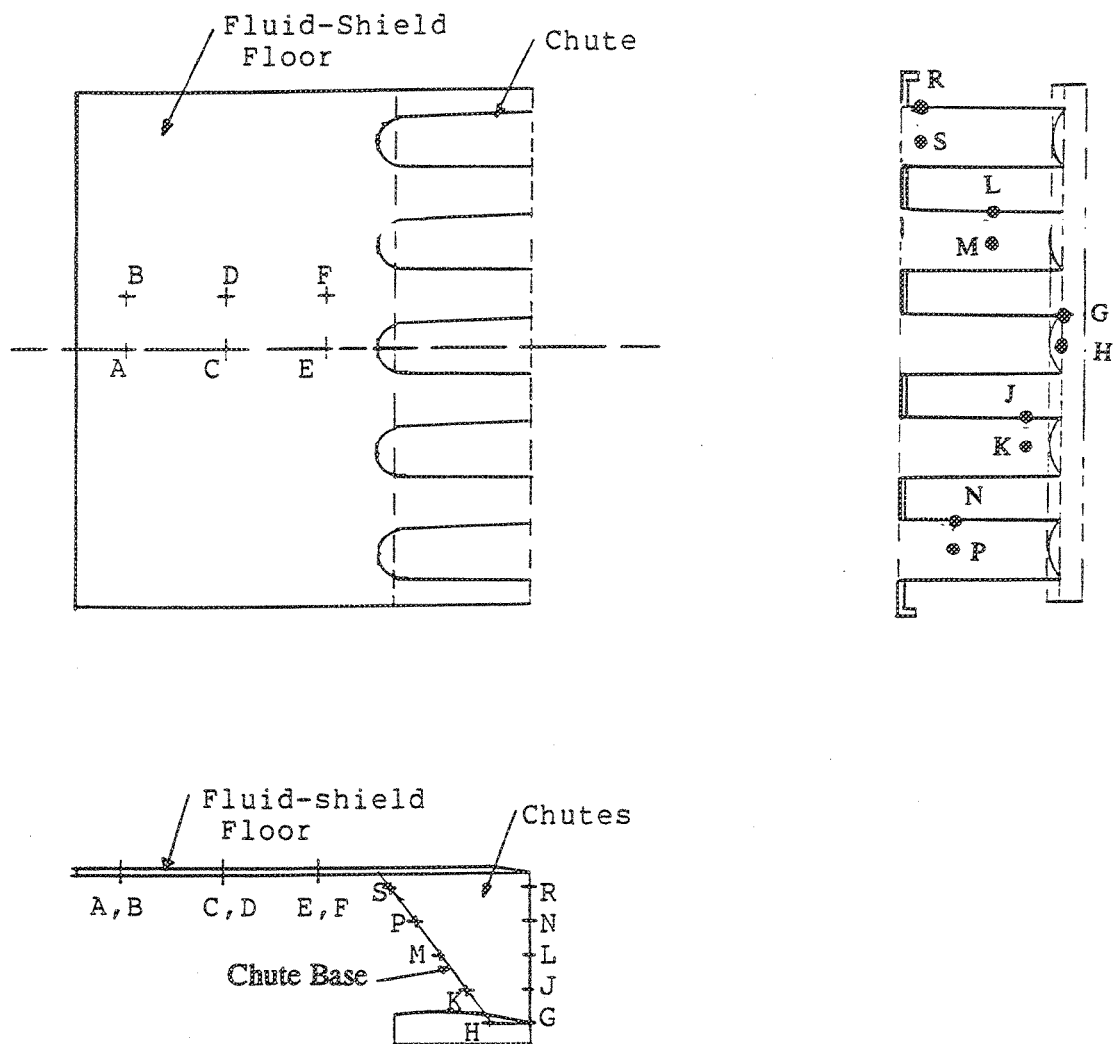 Fluid-Shield
Floor
Chute
B D F
A C E
R
S
L
M
G
H
J
K
N
P
Fluid-shield
Floor
Chutes
A,B C,D E,F
S
P
M
Chute Base
K
H
R
N
L
J
G